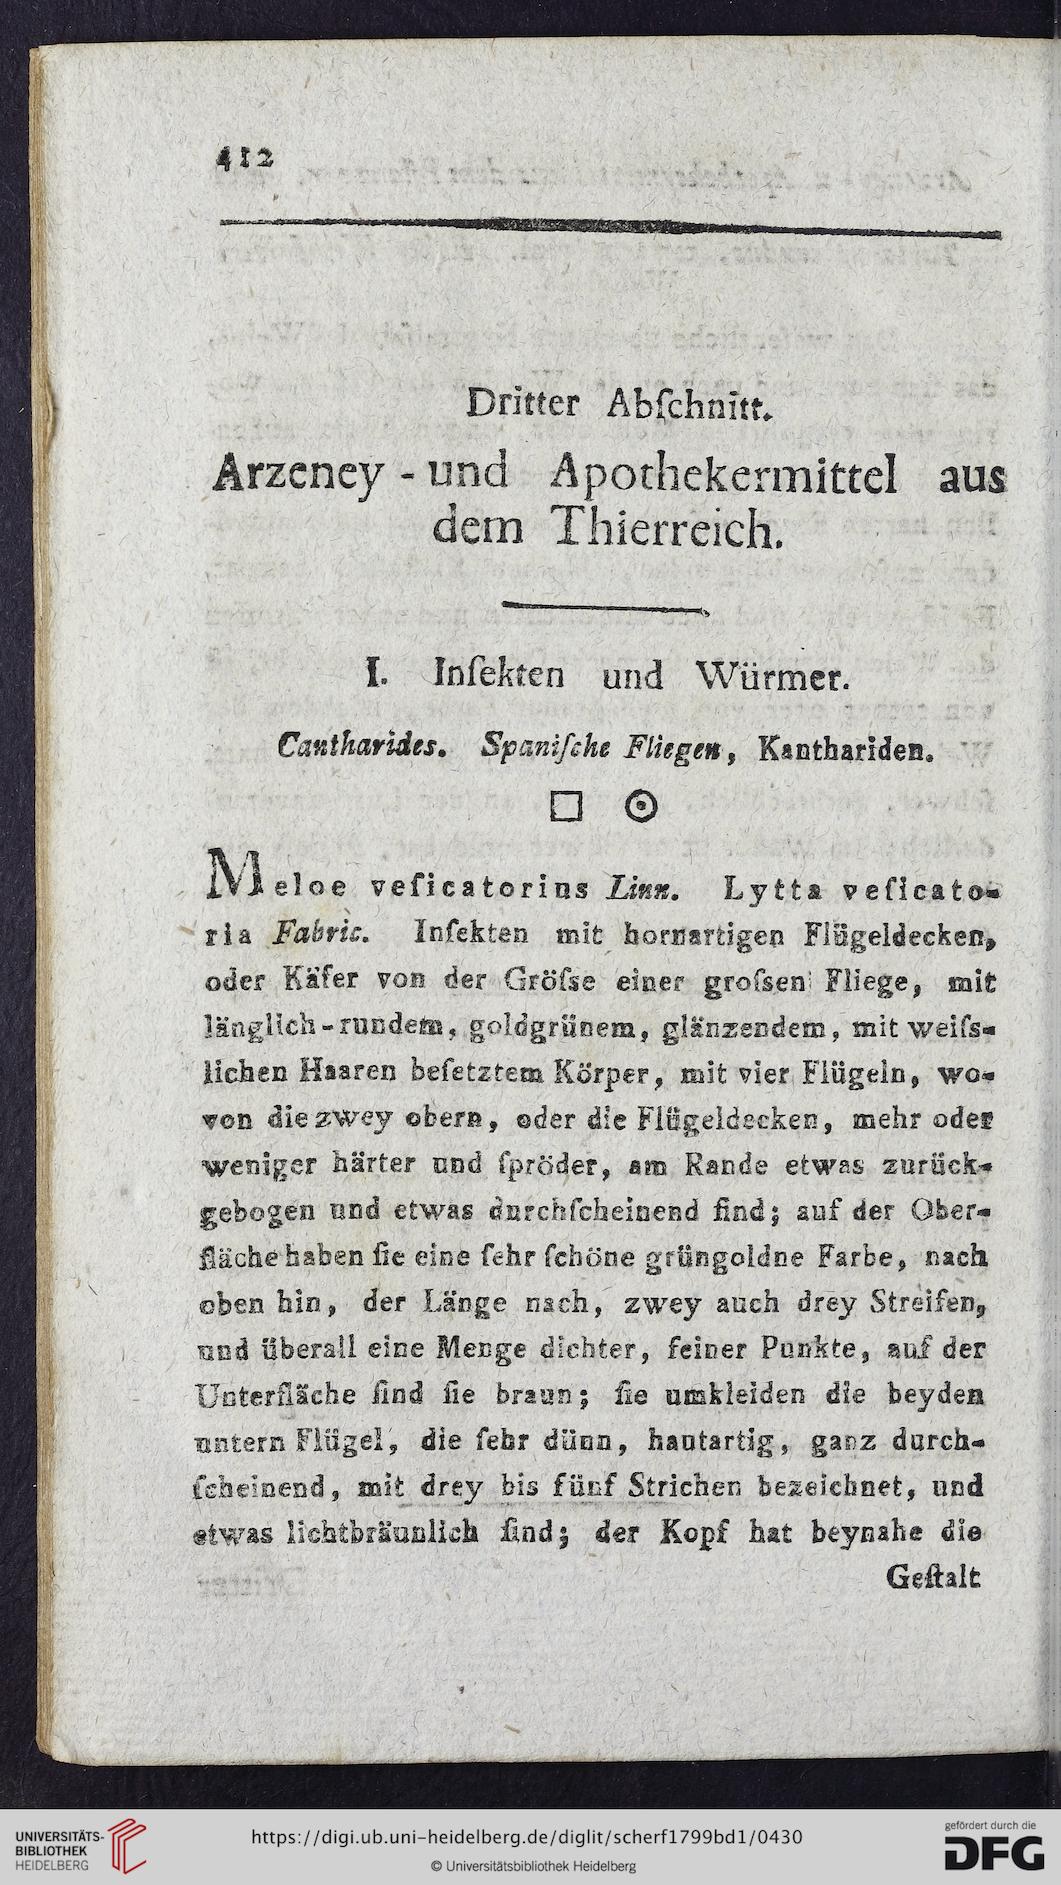 412
Dritter Abſchnitt.
Arzeney - und Apothekermittel aus
dem Thierreich.
I. Inſekten und Würmer.
Cantharides. Spaniſche Fliegen, Kanthariden.
□ ☉
Meloe veſicatorius Linn. Lytta veſicato-
ria Fabric. Inſekten mit hornartigen Flügeldecken,
oder Käfer von der Gröſse einer groſsen Fliege, mit
länglich-rundem, goldgrünem, glänzendem, mit weiſs-
lichen Haaren beſetztem Körper, mit vier Flügeln, wo-
von die zwey obern, oder die Flügeldecken, mehr oder
weniger härter und ſpröder, am Rande etwas zurück-
gebogen und etwas durchſcheinend ſind; auf der Ober-
fläche haben ſie eine ſehr ſchöne grüngoldne Farbe, nach
oben hin, der Länge nach, zwey auch drey Streifen,
und überall eine Menge dichter, feiner Punkte, auf der
Unterfläche ſind ſie braun; ſie umkleiden die beyden
untern Flügel, die ſehr dünn, hautartig, ganz durch-
ſcheinend, mit drey bis fünf Strichen bezeichnet, und
etwas lichtbräunlich ſind; der Kopf hat beynahe die
Geſtalt
UNIVERSITÄTS-
BIBLIOTHEK
HEIDELBERG
https://digi.ub.uni-heidelberg.de/diglit/scherf1799bd1/0430
© Universitätsbibliothek Heidelberg
gefördert durch die
DFG